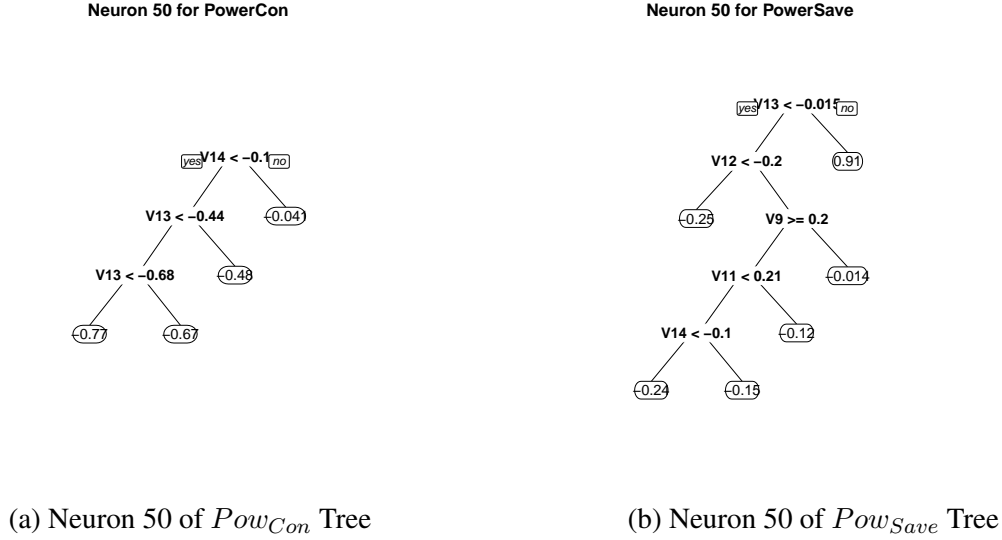 Neuron 50 for PowerCon
yes V14 < −0.1 no
V13 < −0.44
−0.041
V13 < −0.68
−0.48
−0.77
−0.67
(a) Neuron 50 of Pow_Con Tree
Neuron 50 for PowerSave
yes V13 < −0.015 no
V12 < −0.2
0.91
−0.25
V9 >= 0.2
V11 < 0.21
−0.014
V14 < −0.1
−0.12
−0.24
−0.15
(b) Neuron 50 of Pow_Save Tree